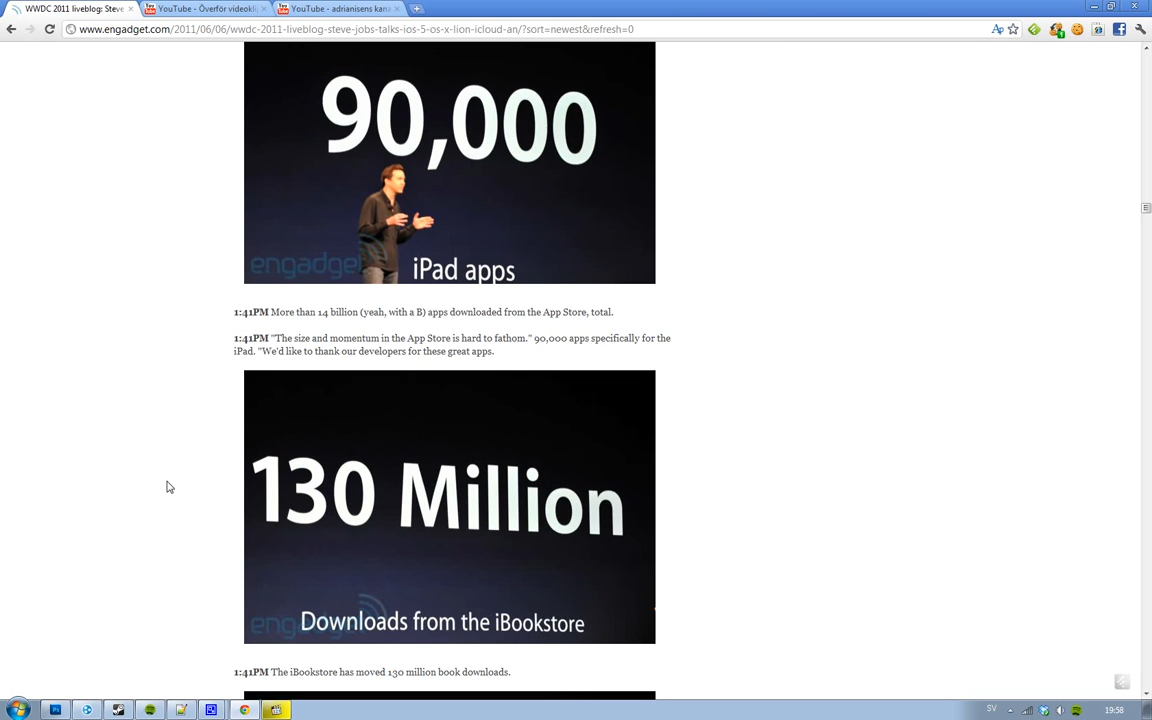 WWDC 2011 liveblog: Steve
YouTube - Överför videokli
YouTube - adrianisens kana
www.engadget.com/2011/06/06/wwdc-2011-liveblog-steve-jobs-talks-ios-5-os-x-lion-icloud-an/?sort=newest&refresh=0
90,000
engadget
iPad apps
1:41PM More than 14 billion (yeah, with a B) apps downloaded from the App Store, total.
1:41PM "The size and momentum in the App Store is hard to fathom." 90,000 apps specifically for the
iPad. "We'd like to thank our developers for these great apps.
130 Million
engadget
Downloads from the iBookstore
1:41PM The iBookstore has moved 130 million book downloads.
SV
19:58